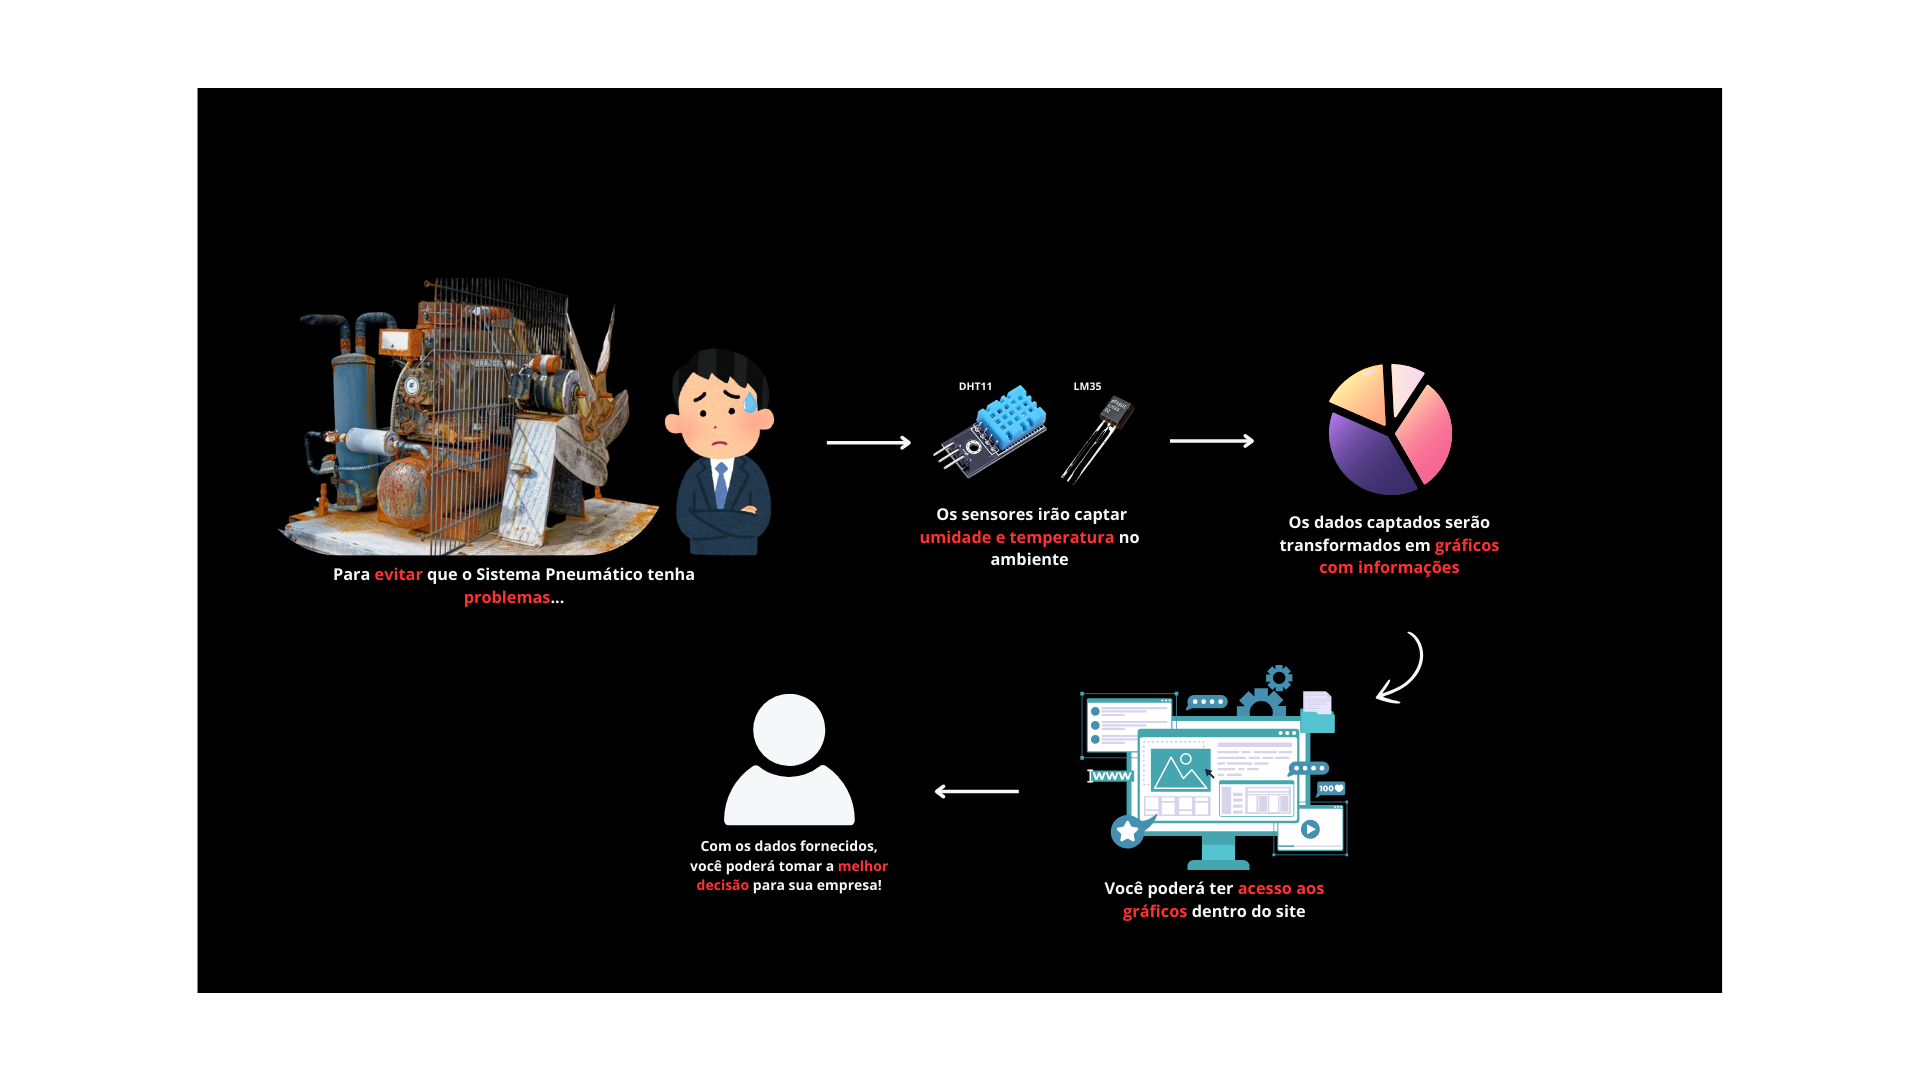 Para evitar que o Sistema Pneumático tenha
problemas...
DHT11
LM35
Os sensores irão captar
umidade e temperatura no
ambiente
Os dados captados serão
transformados em gráficos
com informações
WWW
100
Você poderá ter acesso aos
gráficos dentro do site
Com os dados fornecidos,
você poderá tomar a melhor
decisão para sua empresa!